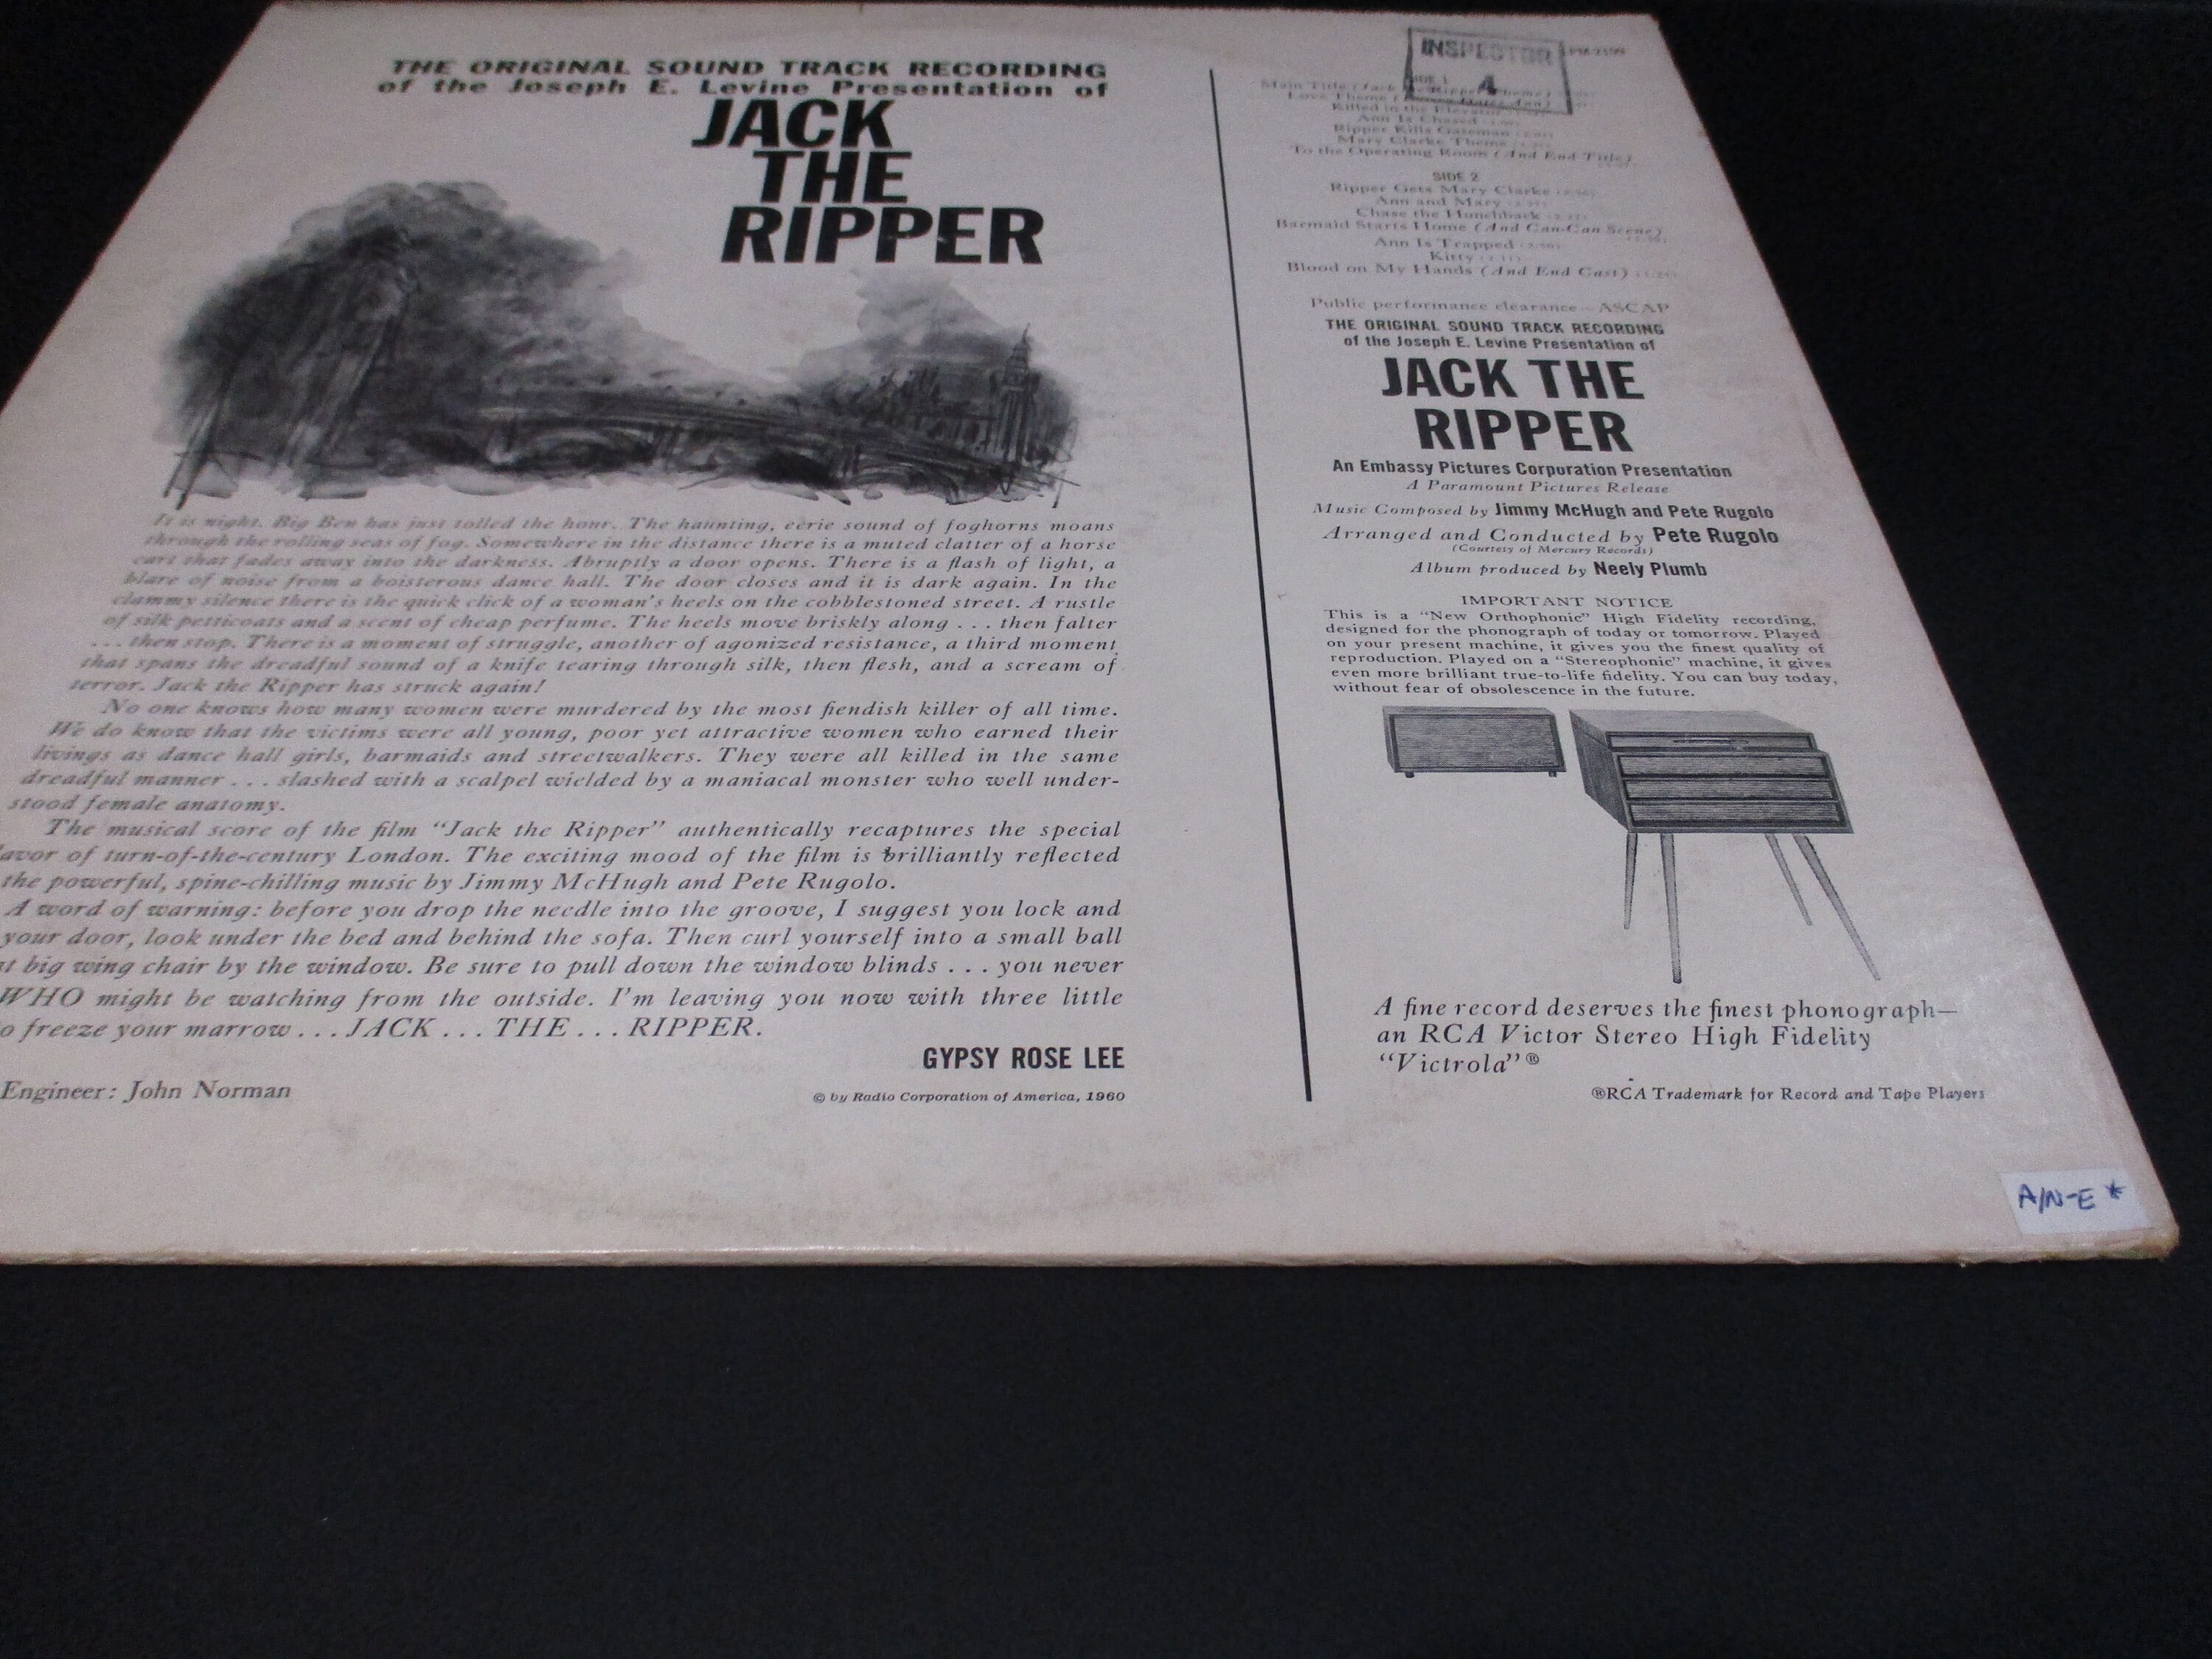 THE ORIGINAL SOUND TRACK RECORDING
of the Joseph E. Levine Presentation of
JACK
THE
RIPPER
It is night. Big Ben has just tolled the hour. The haunting, eerie sound of foghorns moans
through the rolling seas of fog. Somewhere in the distance there is a muted clatter of a horse
cart that fades away into the darkness. Abruptly a door opens. There is a flash of light, a
blare of noise from a boisterous dance hall. The door closes and it is dark again. In the
clammy silence there is the quick click of a woman's heels on the cobblestoned street. A rustle
of silk petticoats and a scent of cheap perfume. The heels move briskly along . . . then falter
. . . then stop. There is a moment of struggle, another of agonized resistance, a third moment
that spans the dreadful sound of a knife tearing through silk, then flesh, and a scream of
terror. Jack the Ripper has struck again!
No one knows how many women were murdered by the most fiendish killer of all time.
We do know that the victims were all young, poor yet attractive women who earned their
livings as dance hall girls, barmaids and streetwalkers. They were all killed in the same
dreadful manner . . . slashed with a scalpel wielded by a maniacal monster who well under-
stood female anatomy.
The musical score of the film "Jack the Ripper" authentically recaptures the special
avor of turn-of-the-century London. The exciting mood of the film is brilliantly reflected
the powerful, spine-chilling music by Jimmy McHugh and Pete Rugolo.
A word of warning: before you drop the needle into the groove, I suggest you lock and
your door, look under the bed and behind the sofa. Then curl yourself into a small ball
at big wing chair by the window. Be sure to pull down the window blinds . . . you never
WHO might be watching from the outside. I'm leaving you now with three little
o freeze your marrow . . . JACK . . . THE . . . RIPPER.
GYPSY ROSE LEE
Engineer: John Norman
© by Radio Corporation of America, 1960
INSPECTOR
4
SIDE 1
Main Title (Jack the Ripper Theme)
Love Theme
Killed in the Elevator
Ann Is Chased
Ripper Kills Gateman
Mary Clarke Theme
To the Operating Room (And End Title)
SIDE 2
Ripper Gets Mary Clarke
Ann and Mary
Chase the Hunchback
Barmaid Starts Home (And Can-Can Scene)
Ann Is Trapped
Kitty
Blood on My Hands (And End Cast)
Public performance clearance—ASCAP
THE ORIGINAL SOUND TRACK RECORDING
of the Joseph E. Levine Presentation of
JACK THE
RIPPER
An Embassy Pictures Corporation Presentation
A Paramount Pictures Release
Music Composed by Jimmy McHugh and Pete Rugolo
Arranged and Conducted by Pete Rugolo
(Courtesy of Mercury Records)
Album produced by Neely Plumb
IMPORTANT NOTICE
This is a "New Orthophonic" High Fidelity recording,
designed for the phonograph of today or tomorrow. Played
on your present machine, it gives you the finest quality of
reproduction. Played on a "Stereophonic" machine, it gives
even more brilliant true-to-life fidelity. You can buy today,
without fear of obsolescence in the future.
A fine record deserves the finest phonograph—
an RCA Victor Stereo High Fidelity
"Victrola"®
®RCA Trademark for Record and Tape Players
A/N-E *